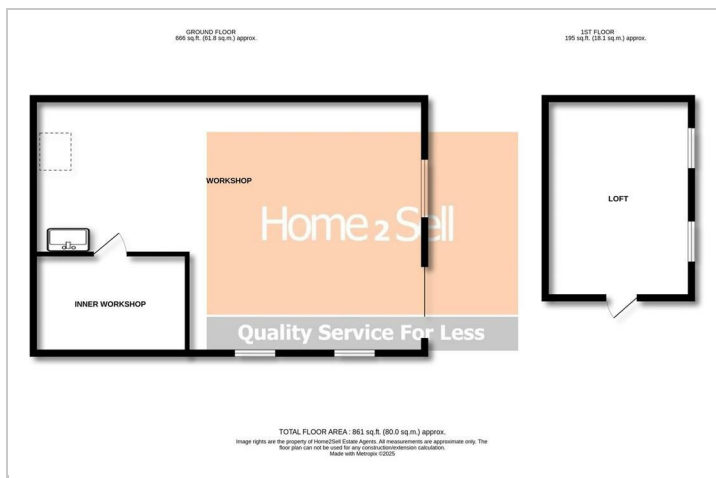 GROUND FLOOR
666 sq.ft. (61.8 sq.m.) approx.
1ST FLOOR
195 sq.ft. (18.1 sq.m.) approx.
WORKSHOP
LOFT
Home 2 Sell
INNER WORKSHOP
Quality Service For Less
TOTAL FLOOR AREA : 861 sq.ft. (80.0 sq.m.) approx.
Image rights are the property of Home2Sell Estate Agents. All measurements are approximate only. The
floor plan can not be used for any construction/extension calculation.
Made with Metropix ©2025